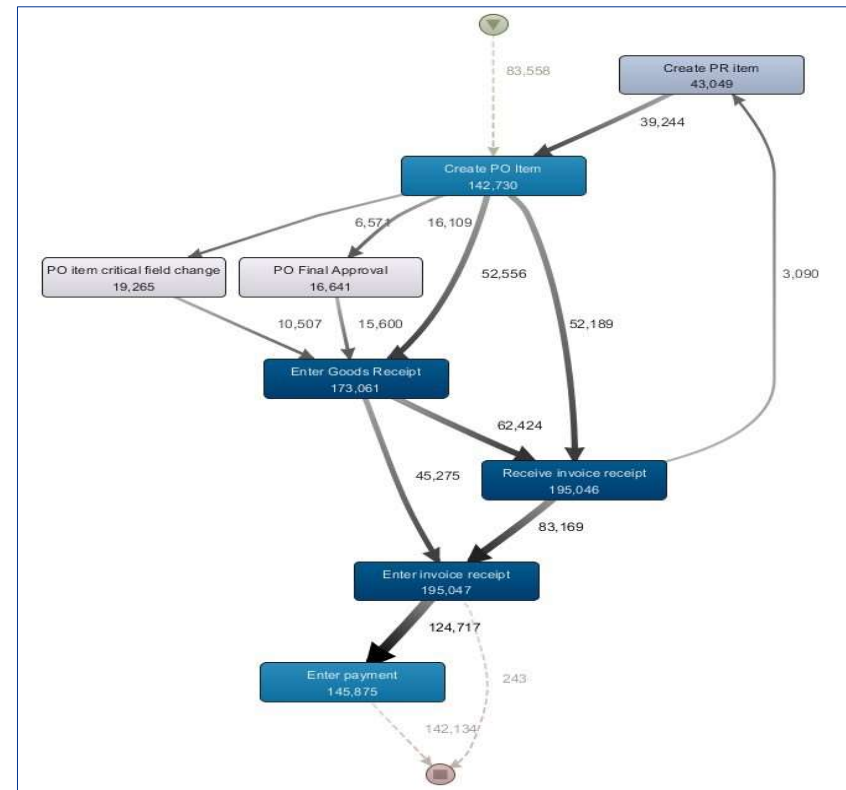 83,558
Create PR item
43,049
39,244
Create PO Item
142,730
6,571
16,109
PO item critical field change
19,265
PO Final Approval
16,641
52,556
3,090
10,507
15,600
52,189
Enter Goods Receipt
173,061
62,424
45,275
Receive invoice receipt
195,046
83,169
Enter invoice receipt
195,047
124,717
Enter payment
145,875
243
142,134